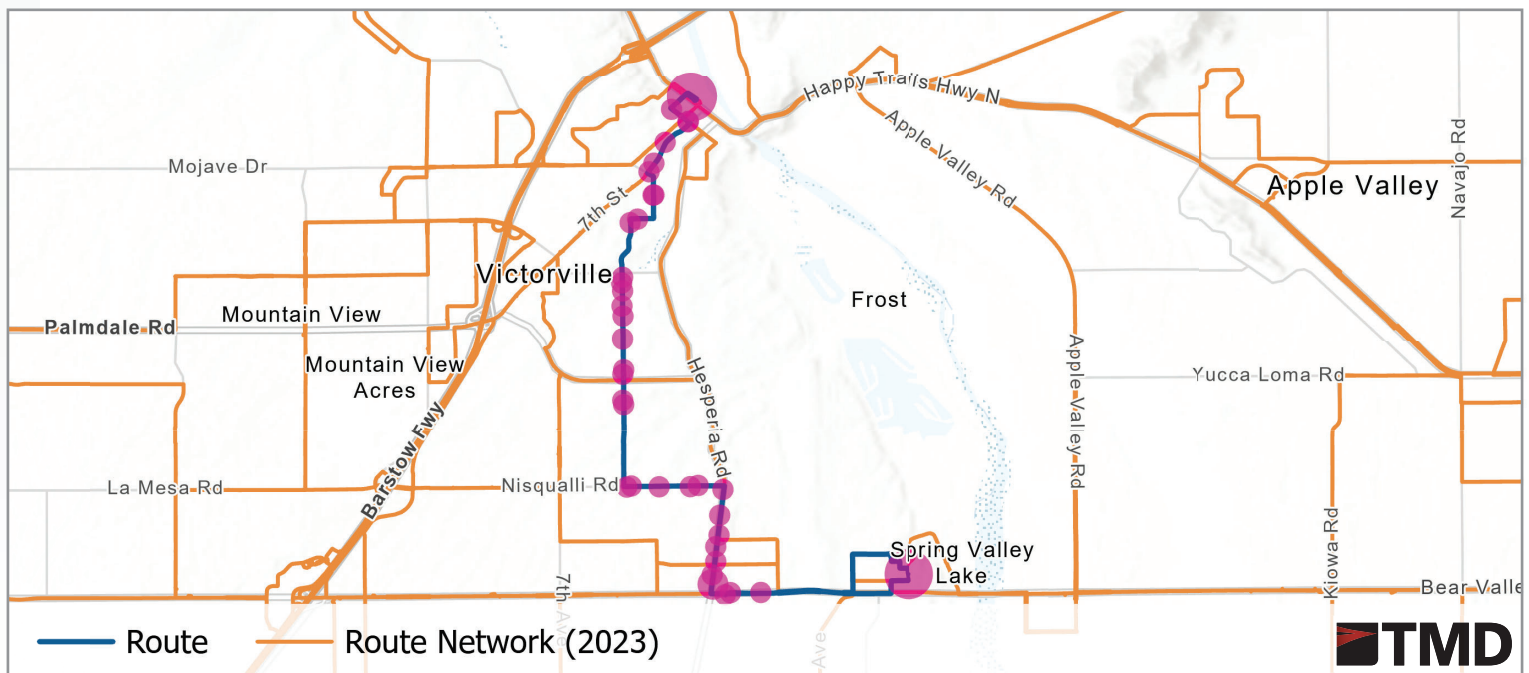 Happy Trails Hwy N
Apple Valley Rd
Navajo Rd
Mojave Dr
Apple Valley
7th St
Victorville
Frost
Mountain View
Palmdale Rd
Mountain View
Acres
Hesperia Rd
Apple Valley Rd
Yucca Loma Rd
Barstow Fwy
La Mesa Rd
Nisqualli Rd
Kiowa Rd
Spring Valley
Lake
7th Ave
Bear Valle
Ave
Route
Route Network (2023)
TMD